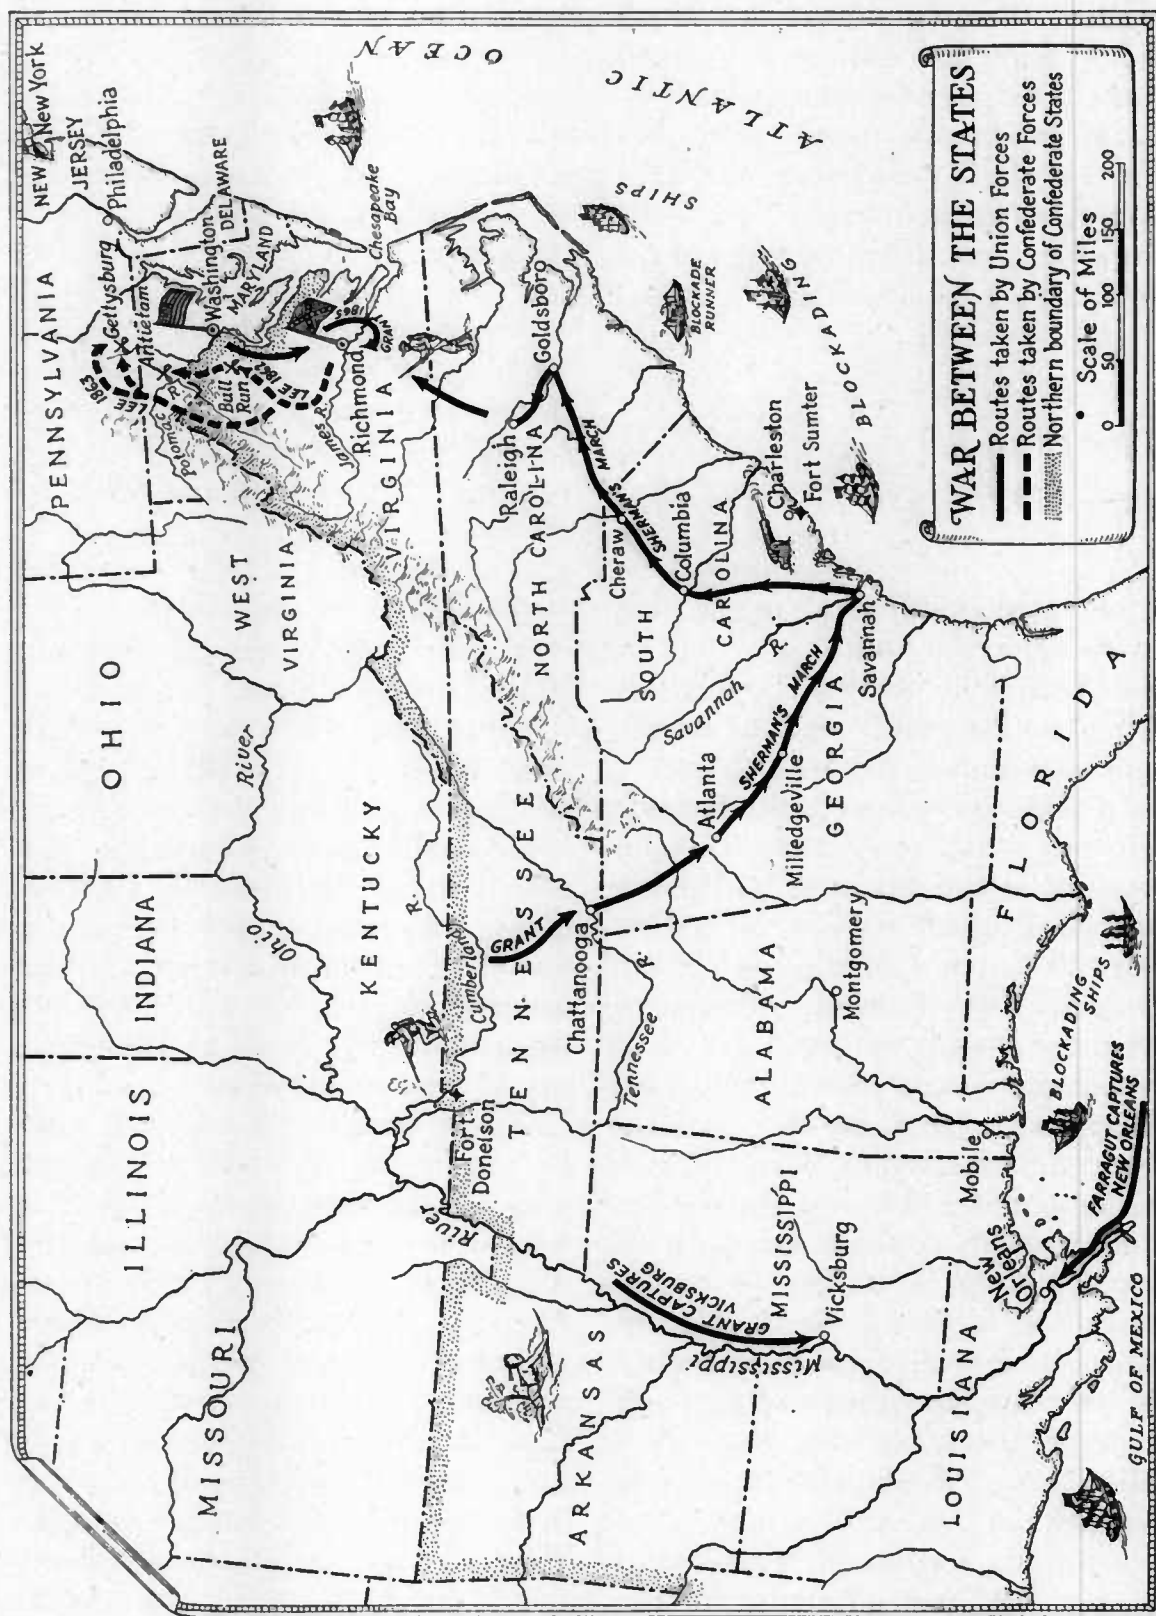 WAR BETWEEN THE STATES
Routes taken by Union Forces
Routes taken by Confederate Forces
Northern boundary of Confederate States
Scale of Miles
0 50 100 150 200
MISSOURI
ILLINOIS
INDIANA
OHIO
PENNSYLVANIA
NEW
JERSEY
New York
Philadelphia
Gettysburg
Antietam
DELAWARE
Washington
MARYLAND
LEE 1863
Potomac R.
Bull
Run
LEE 1862
1865
GRANT
Richmond
James R.
Chesapeake
Bay
WEST
VIRGINIA
VIRGINIA
Ohio
River
KENTUCKY
Cumberland
R.
Fort
Donelson
TENNESSEE
GRANT
Chattanooga
Tennessee
R.
NORTH CAROLINA
Raleigh
Goldsboro
SHERMAN'S
MARCH
Cheraw
Columbia
SOUTH
CAROLINA
Charleston
Fort Sumter
Savannah
R.
Savannah
Atlanta
SHERMAN'S
MARCH
Milledgeville
GEORGIA
FLORIDA
ALABAMA
Montgomery
Mobile
MISSISSIPPI
Vicksburg
GRANT CAPTURES
VICKSBURG
Mississippi
River
ARKANSAS
LOUISIANA
New
Orleans
FARRAGUT CAPTURES
NEW ORLEANS
BLOCKADING
SHIPS
GULF OF MEXICO
BLOCKADING
SHIPS
BLOCKADE
RUNNER
ATLANTIC
OCEAN